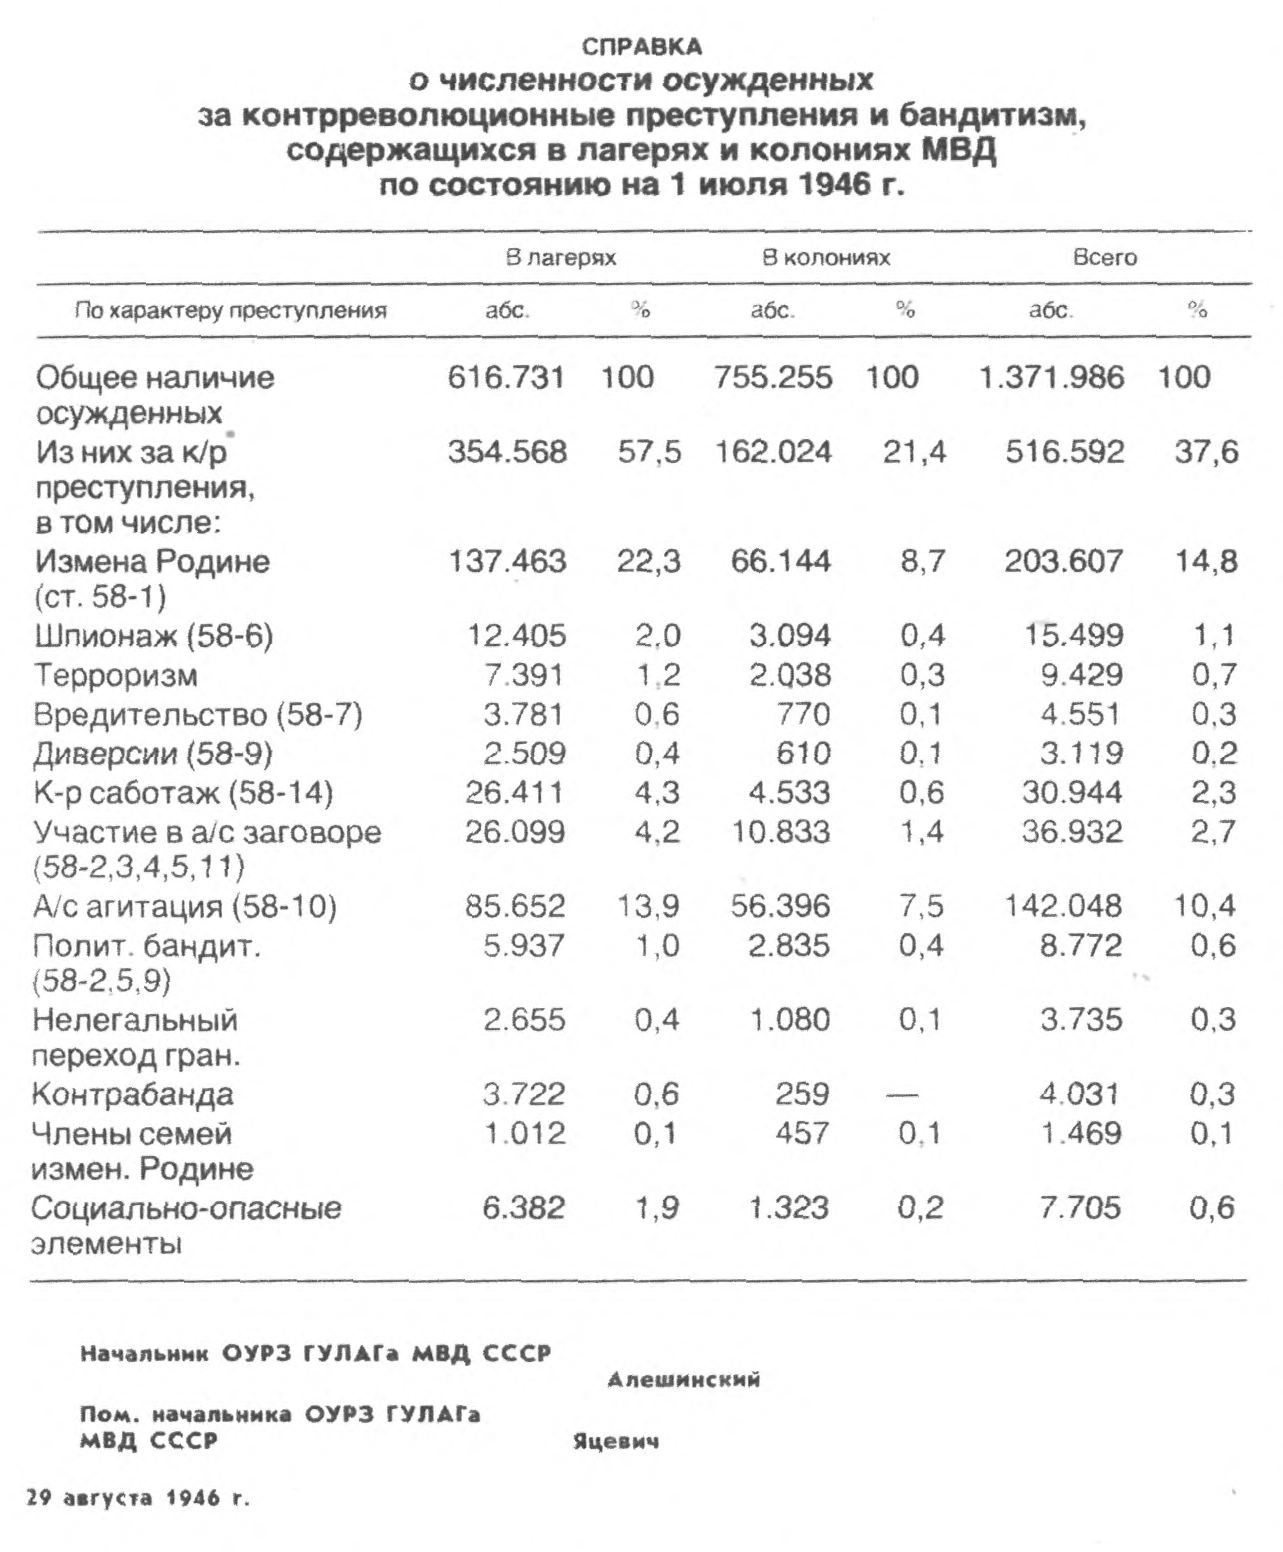 СПРАВКА
о численности осужденных
за контрреволюционные преступления и бандитизм,
содержащихся в лагерях и колониях МВД
по состоянию на 1 июля 1946 г.
В лагерях В колониях Всего
По характеру преступления абс. % абс. % абс. %
Общее наличие 616.731 100 755.255 100 1.371.986 100
осужденных
Из них за к/р 354.568 57,5 162.024 21,4 516.592 37,6
преступления,
в том числе:
Измена Родине 137.463 22,3 66.144 8,7 203.607 14,8
(ст. 58-1)
Шпионаж (58-6) 12.405 2,0 3.094 0,4 15.499 1,1
Терроризм 7.391 1,2 2.038 0,3 9.429 0,7
Вредительство (58-7) 3.781 0,6 770 0,1 4.551 0,3
Диверсии (58-9) 2.509 0,4 610 0,1 3.119 0,2
К-р саботаж (58-14) 26.411 4,3 4.533 0,6 30.944 2,3
Участие в а/с заговоре 26.099 4,2 10.833 1,4 36.932 2,7
(58-2,3,4,5,11)
А/с агитация (58-10) 85.652 13,9 56.396 7,5 142.048 10,4
Полит. бандит. 5.937 1,0 2.835 0,4 8.772 0,6
(58-2,5,9)
Нелегальный 2.655 0,4 1.080 0,1 3.735 0,3
переход гран.
Контрабанда 3.722 0,6 259 — 4.031 0,3
Члены семей 1.012 0,1 457 0,1 1.469 0,1
измен. Родине
Социально-опасные 6.382 1,9 1.323 0,2 7.705 0,6
элементы
Начальник ОУРЗ ГУЛАГа МВД СССР
Алешинский
Пом. начальника ОУРЗ ГУЛАГа
МВД СССР Яцевич
29 августа 1946 г.